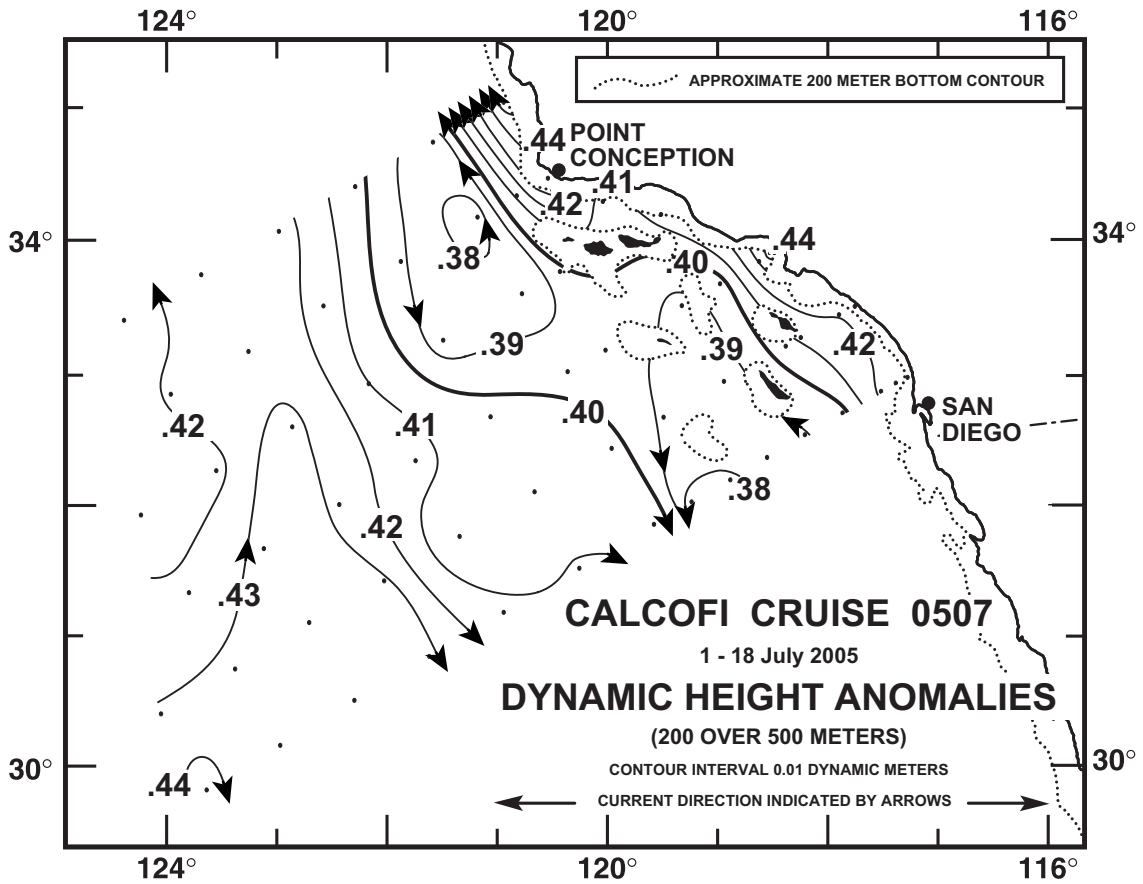 124° 120° 116°
APPROXIMATE 200 METER BOTTOM CONTOUR
.44 POINT
CONCEPTION
.41
.42
34° .38 .40 .44 34°
.39 .39 .42
.42 .41 .40 SAN
DIEGO
.38
.42
.43
CALCOFI CRUISE 0507
1 - 18 July 2005
DYNAMIC HEIGHT ANOMALIES
(200 OVER 500 METERS)
30° 30°
.44 CONTOUR INTERVAL 0.01 DYNAMIC METERS
CURRENT DIRECTION INDICATED BY ARROWS
124° 120° 116°